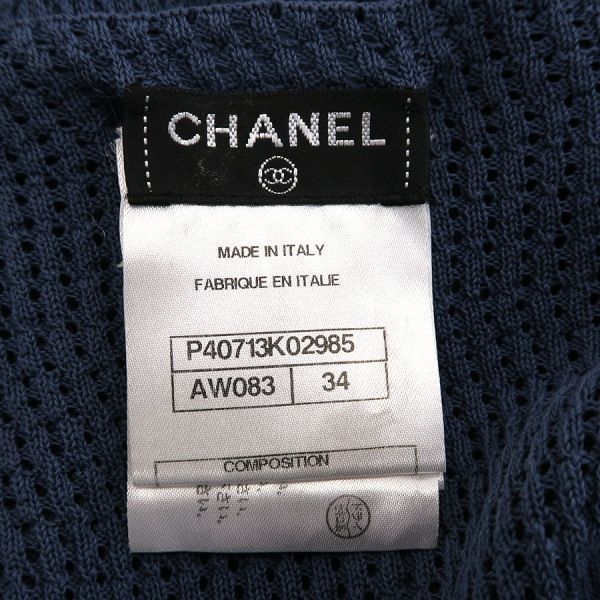 CHANEL
MADE IN ITALY
FABRIQUE EN ITALIE
P40713K02985
AW083 34
COMPOSITION